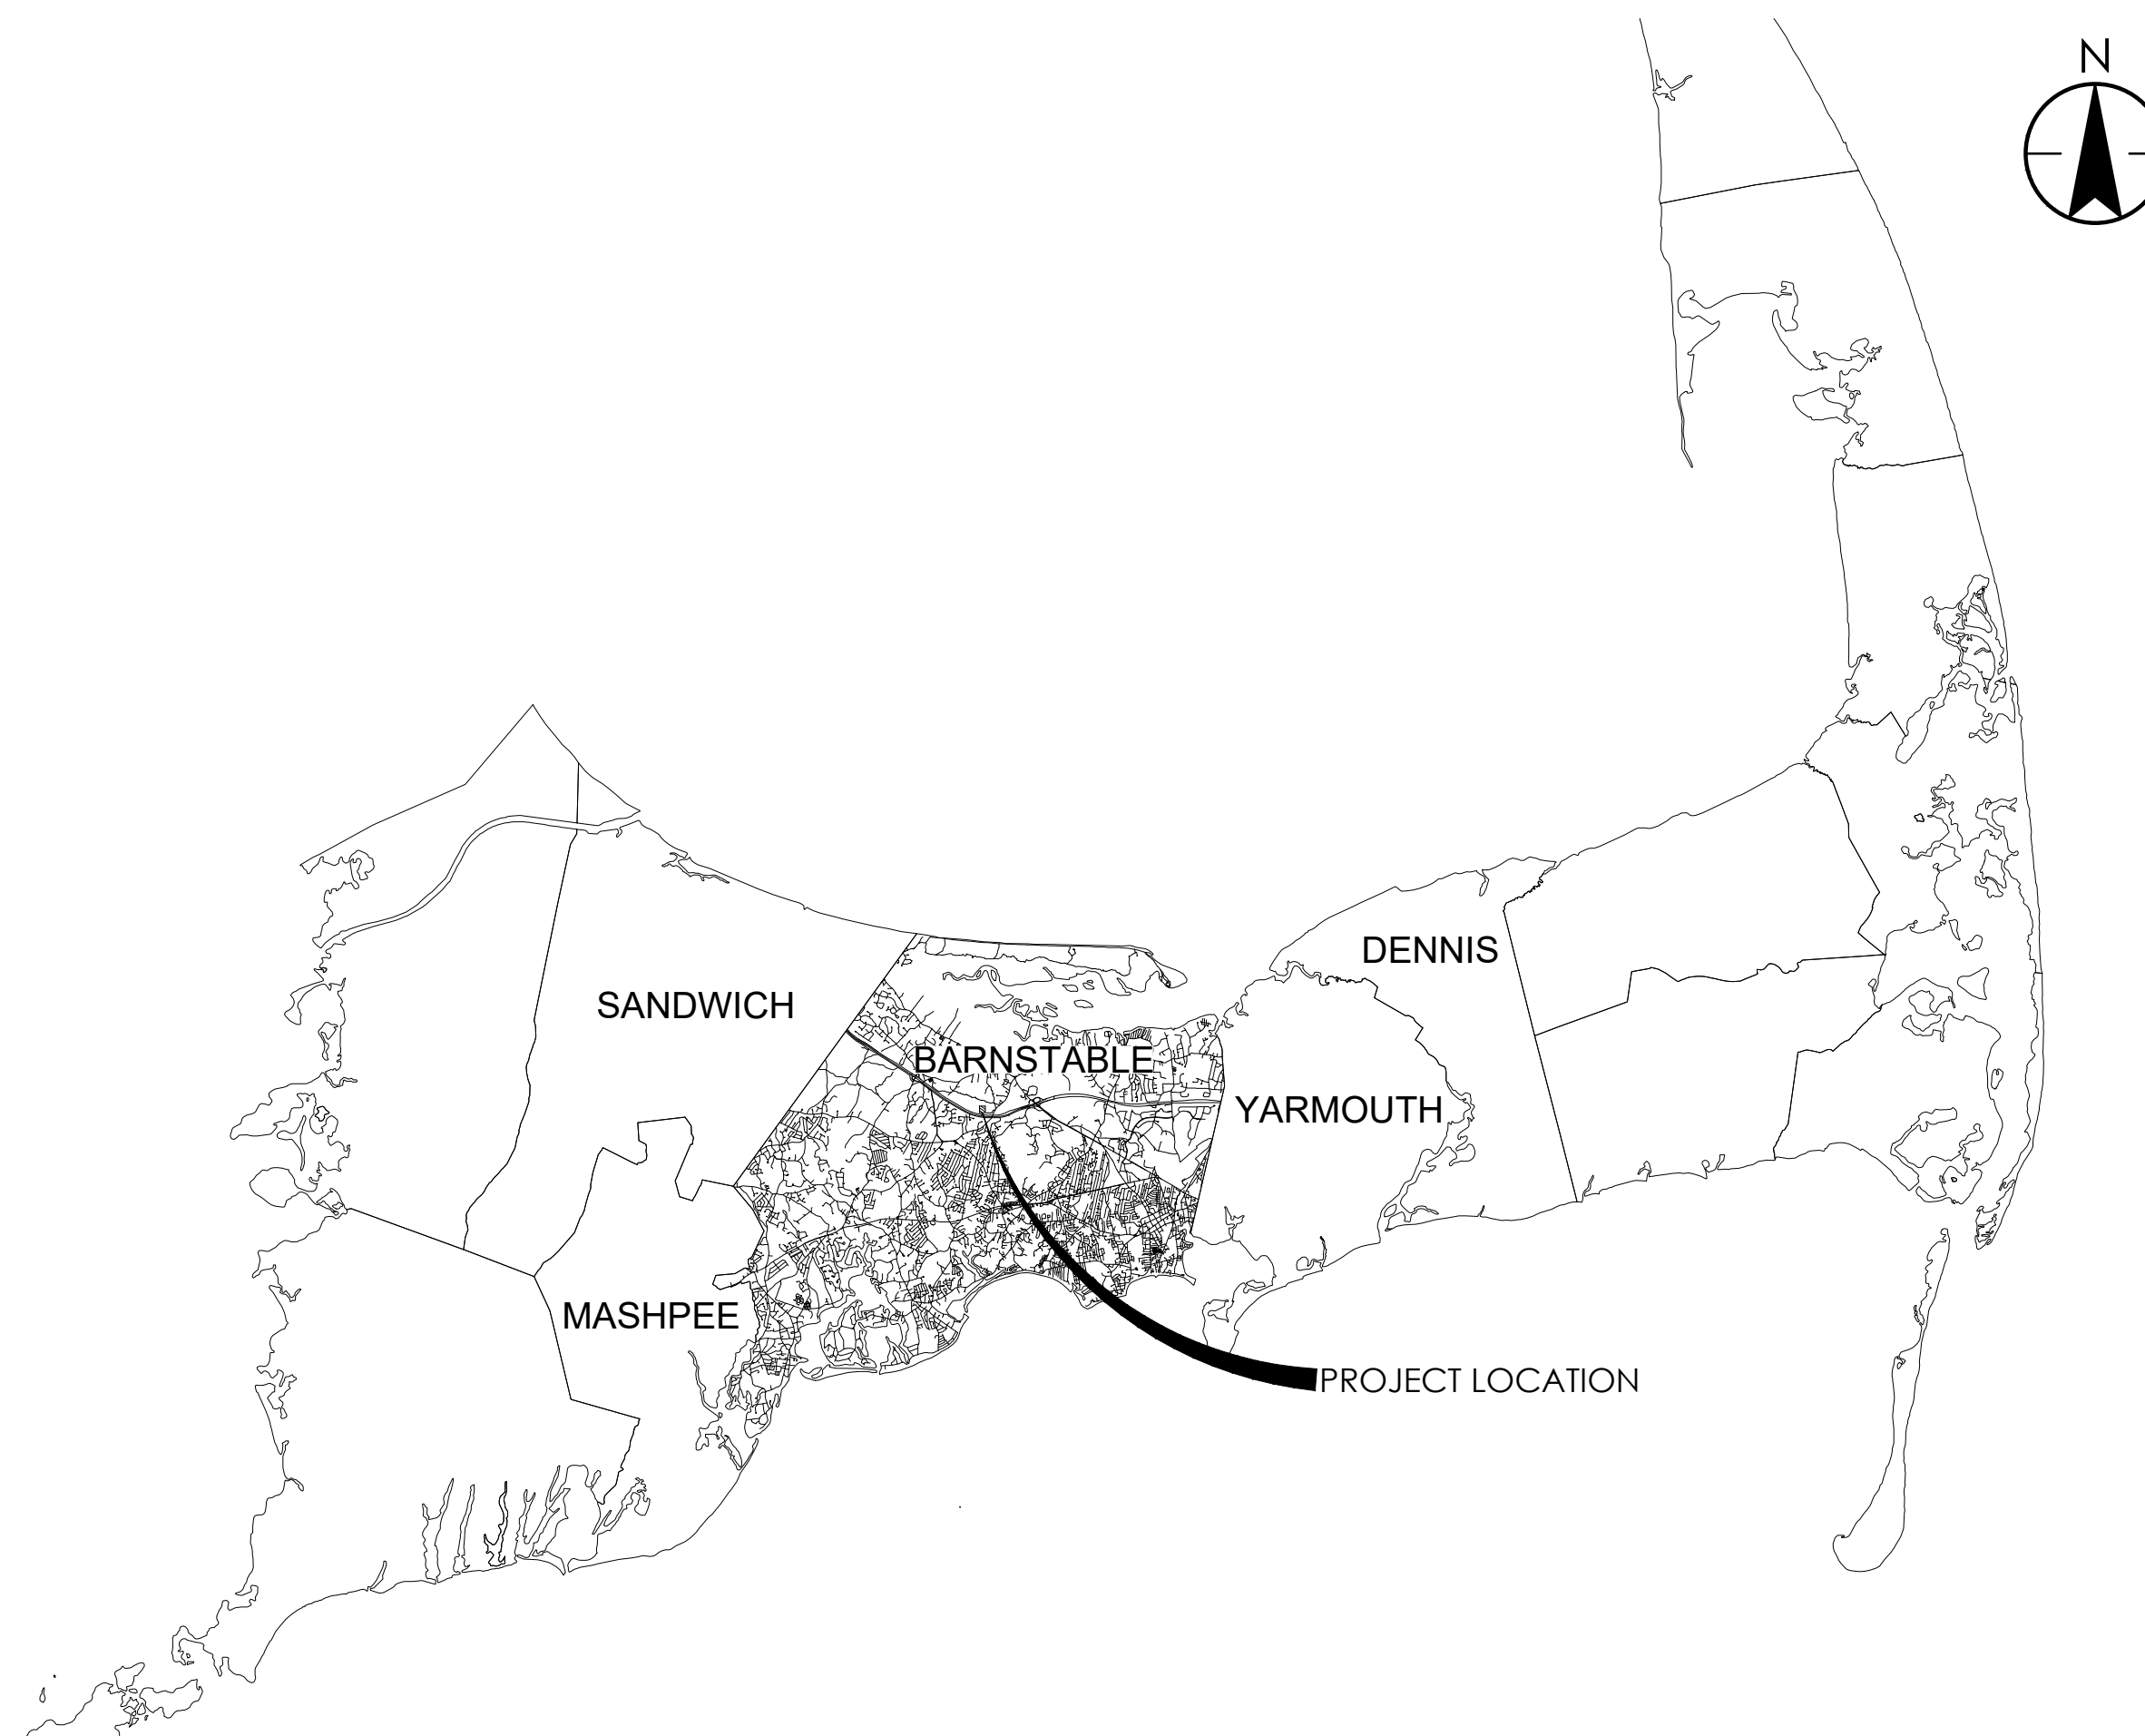 N
DENNIS
SANDWICH
BARNSTABLE
YARMOUTH
MASHPEE
PROJECT LOCATION